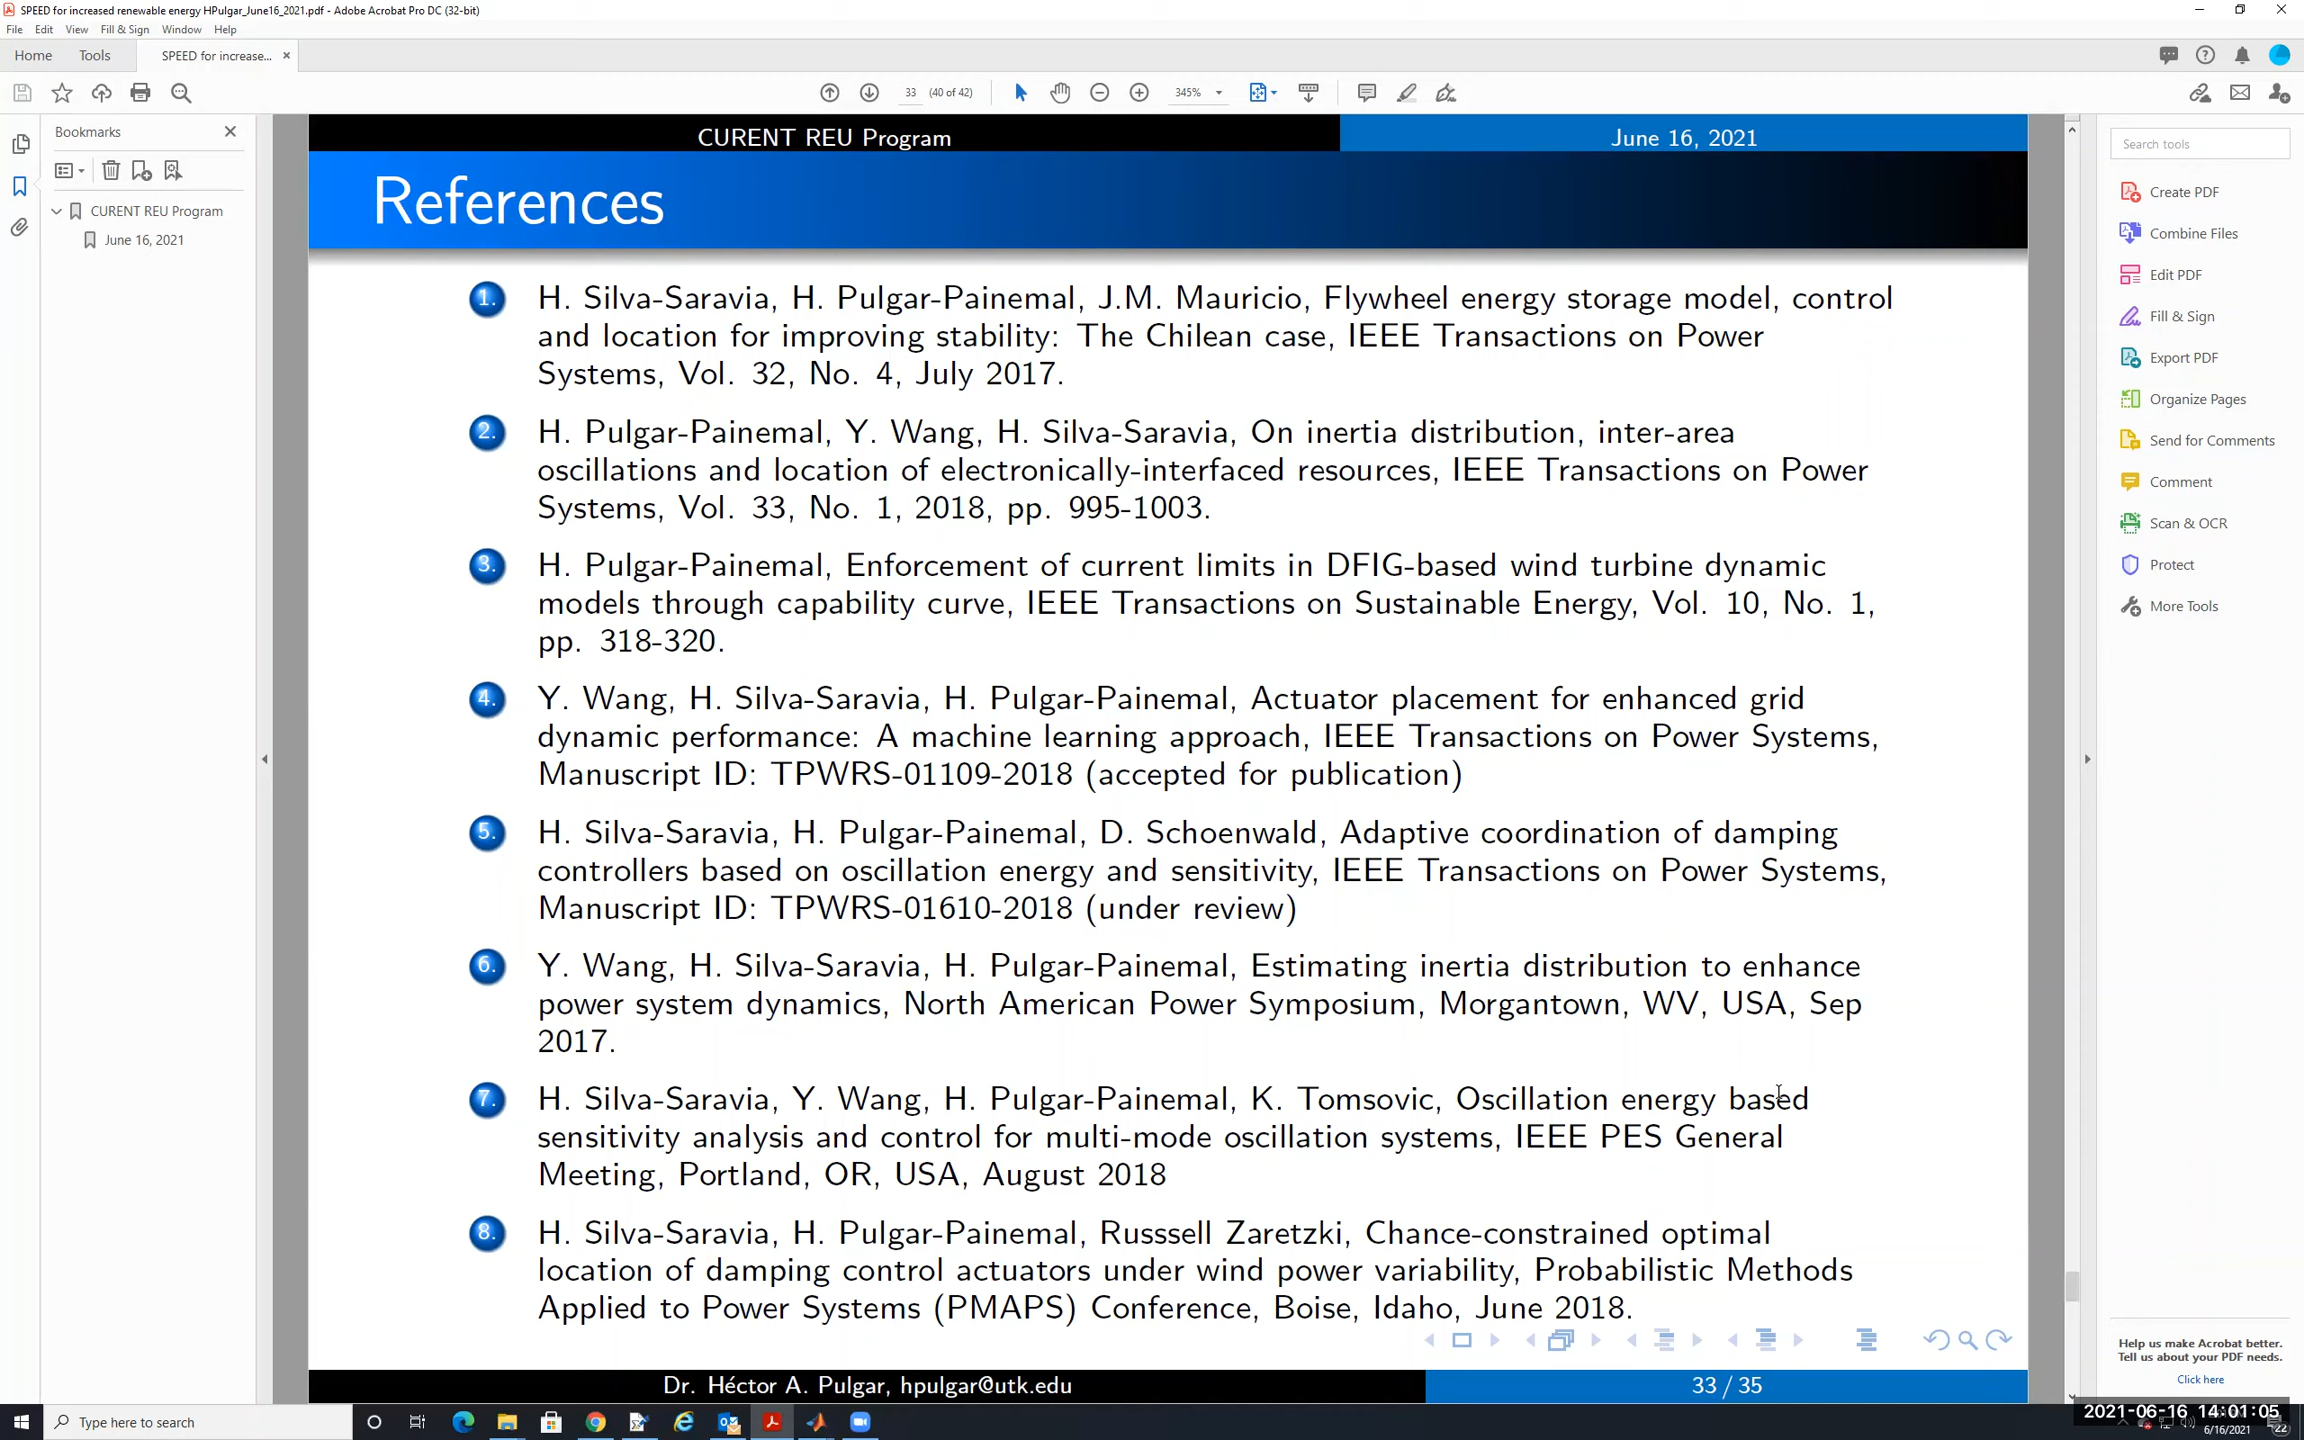 SPEED for increased renewable energy HPulgar_June16_2021.pdf - Adobe Acrobat Pro DC (32-bit)
File Edit View Fill & Sign Window Help
Home Tools SPEED for increase... ×
33 (40 of 42) 345%
Bookmarks
CURENT REU Program
June 16, 2021
CURENT REU Program June 16, 2021
References
1. H. Silva-Saravia, H. Pulgar-Painemal, J.M. Mauricio, Flywheel energy storage model, control
and location for improving stability: The Chilean case, IEEE Transactions on Power
Systems, Vol. 32, No. 4, July 2017.
2. H. Pulgar-Painemal, Y. Wang, H. Silva-Saravia, On inertia distribution, inter-area
oscillations and location of electronically-interfaced resources, IEEE Transactions on Power
Systems, Vol. 33, No. 1, 2018, pp. 995-1003.
3. H. Pulgar-Painemal, Enforcement of current limits in DFIG-based wind turbine dynamic
models through capability curve, IEEE Transactions on Sustainable Energy, Vol. 10, No. 1,
pp. 318-320.
4. Y. Wang, H. Silva-Saravia, H. Pulgar-Painemal, Actuator placement for enhanced grid
dynamic performance: A machine learning approach, IEEE Transactions on Power Systems,
Manuscript ID: TPWRS-01109-2018 (accepted for publication)
5. H. Silva-Saravia, H. Pulgar-Painemal, D. Schoenwald, Adaptive coordination of damping
controllers based on oscillation energy and sensitivity, IEEE Transactions on Power Systems,
Manuscript ID: TPWRS-01610-2018 (under review)
6. Y. Wang, H. Silva-Saravia, H. Pulgar-Painemal, Estimating inertia distribution to enhance
power system dynamics, North American Power Symposium, Morgantown, WV, USA, Sep
2017.
7. H. Silva-Saravia, Y. Wang, H. Pulgar-Painemal, K. Tomsovic, Oscillation energy based
sensitivity analysis and control for multi-mode oscillation systems, IEEE PES General
Meeting, Portland, OR, USA, August 2018
8. H. Silva-Saravia, H. Pulgar-Painemal, Russsell Zaretzki, Chance-constrained optimal
location of damping control actuators under wind power variability, Probabilistic Methods
Applied to Power Systems (PMAPS) Conference, Boise, Idaho, June 2018.
Dr. Héctor A. Pulgar, hpulgar@utk.edu 33 / 35
Search tools
Create PDF
Combine Files
Edit PDF
Fill & Sign
Export PDF
Organize Pages
Send for Comments
Comment
Scan & OCR
Protect
More Tools
Help us make Acrobat better.
Tell us about your PDF needs.
Click here
Type here to search
2021-06-16 14:01:05
6/16/2021
22